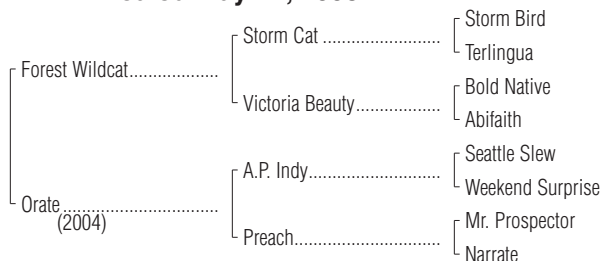 Storm Bird
Storm Cat
Terlingua
Forest Wildcat
Bold Native
Victoria Beauty
Abifaith
Seattle Slew
A.P. Indy
Weekend Surprise
Orate
(2004)
Mr. Prospector
Preach
Narrate